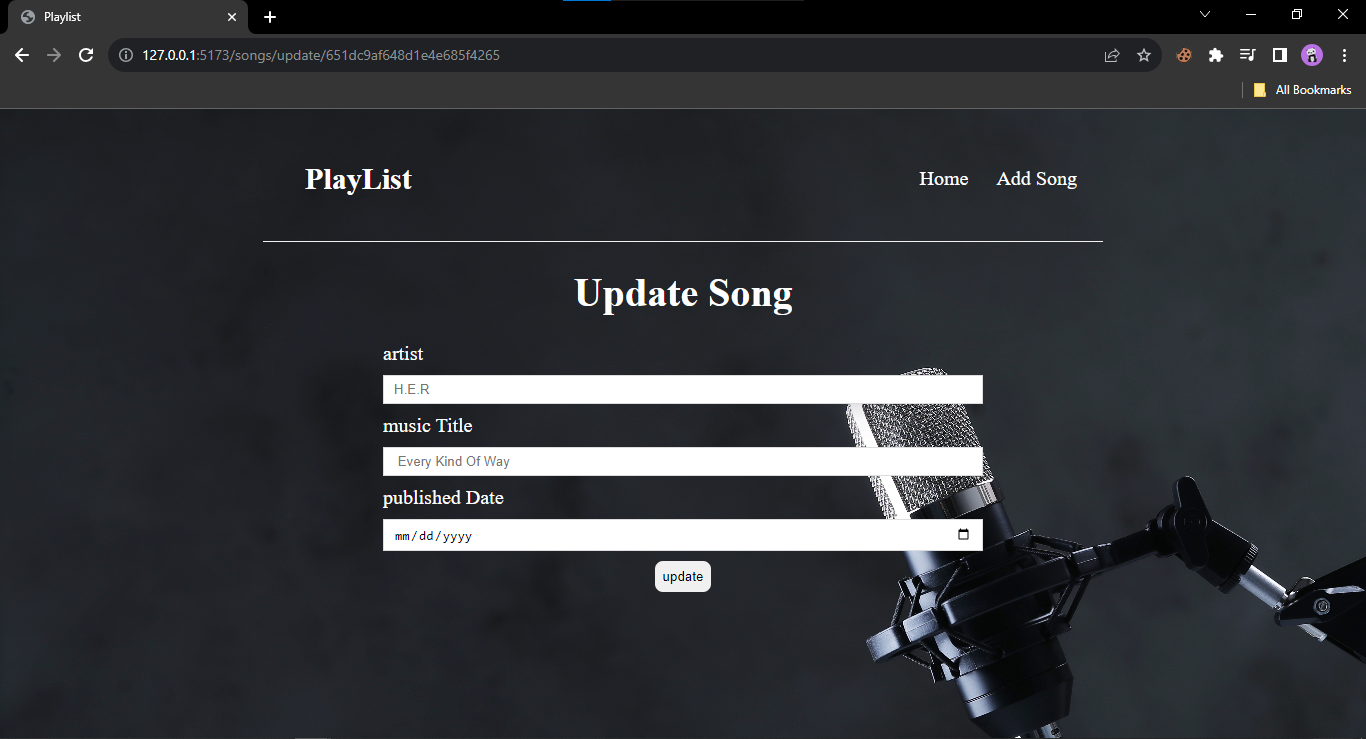 Playlist
127.0.0.1:5173/songs/update/651dc9af648d1e4e685f4265
All Bookmarks
PlayList
Home
Add Song
Update Song
artist
H.E.R
music Title
Every Kind Of Way
published Date
mm/dd/yyyy
update